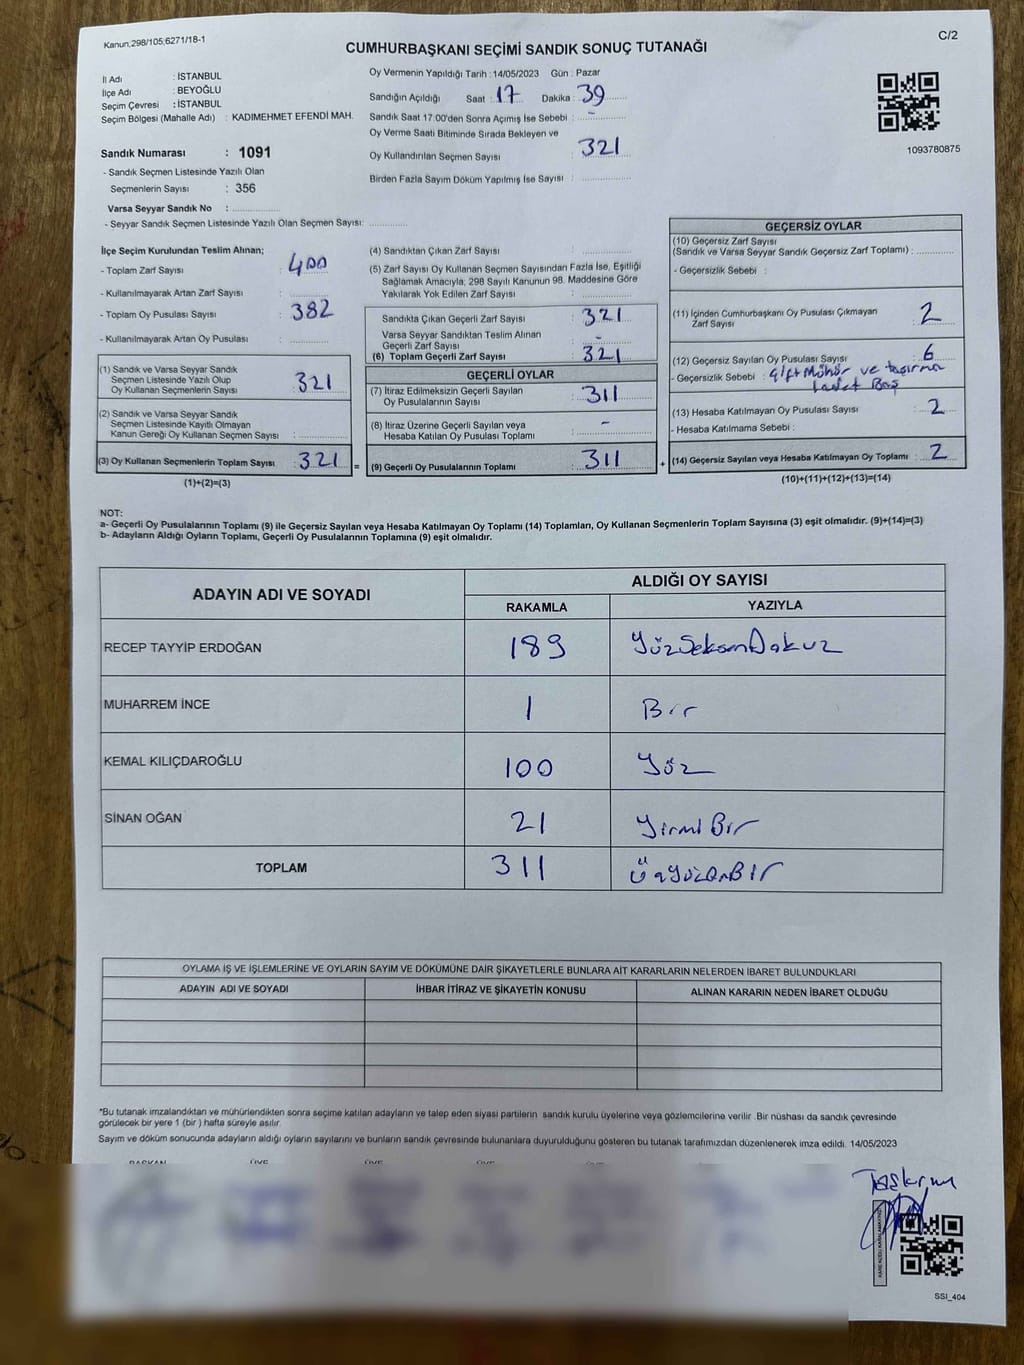 Kanun,298/105;6271/18-1
C/2
CUMHURBAŞKANI SEÇİMİ SANDIK SONUÇ TUTANAĞI
İl Adı : İSTANBUL
İlçe Adı : BEYOĞLU
Seçim Çevresi : İSTANBUL
Seçim Bölgesi (Mahalle Adı) : KADIMEHMET EFENDİ MAH.
Sandık Numarası : 1091
- Sandık Seçmen Listesinde Yazılı Olan
Seçmenlerin Sayısı : 356
Varsa Seyyar Sandık No :
- Seyyar Sandık Seçmen Listesinde Yazılı Olan Seçmen Sayısı:
Oy Vermenin Yapıldığı Tarih : 14/05/2023 Gün : Pazar
Sandığın Açıldığı Saat : 17 Dakika : 39
Sandık Saat 17:00'den Sonra Açımış İse Sebebi : -
Oy Verme Saati Bitiminde Sırada Bekleyen ve
Oy Kullandırılan Seçmen Sayısı : 321
Birden Fazla Sayım Döküm Yapılmış İse Sayısı :
1093780875
İlçe Seçim Kurulundan Teslim Alınan;
- Toplam Zarf Sayısı : 400
- Kullanılmayarak Artan Zarf Sayısı :
- Toplam Oy Pusulası Sayısı : 382
- Kullanılmayarak Artan Oy Pusulası :
(1) Sandık ve Varsa Seyyar Sandık
Seçmen Listesinde Yazılı Olup
Oy Kullanan Seçmenlerin Sayısı : 321
(2) Sandık ve Varsa Seyyar Sandık
Seçmen Listesinde Kayıtlı Olmayan
Kanun Gereği Oy Kullanan Seçmen Sayısı :
(3) Oy Kullanan Seçmenlerin Toplam Sayısı : 321
(1)+(2)=(3)
(4) Sandıktan Çıkan Zarf Sayısı :
(5) Zarf Sayısı Oy Kullanan Seçmen Sayısından Fazla İse, Eşitliği
Sağlamak Amacıyla, 298 Sayılı Kanunun 98. Maddesine Göre
Yakılarak Yok Edilen Zarf Sayısı :
Sandıkta Çıkan Geçerli Zarf Sayısı : 321
Varsa Seyyar Sandıktan Teslim Alınan
Geçerli Zarf Sayısı : -
(6) Toplam Geçerli Zarf Sayısı : 321
GEÇERLİ OYLAR
(7) İtiraz Edilmeksizin Geçerli Sayılan
Oy Pusulalarının Sayısı : 311
(8) İtiraz Üzerine Geçerli Sayılan veya
Hesaba Katılan Oy Pusulası Toplamı : -
= (9) Geçerli Oy Pusulalarının Toplamı : 311 +
GEÇERSİZ OYLAR
(10) Geçersiz Zarf Sayısı
(Sandık ve Varsa Seyyar Sandık Geçersiz Zarf Toplamı) :
- Geçersizlik Sebebi :
(11) İçinden Cumhurbaşkanı Oy Pusulası Çıkmayan
Zarf Sayısı : 2
(12) Geçersiz Sayılan Oy Pusulası Sayısı : 6
- Geçersizlik Sebebi : Çift Mühür ve taşırma
(13) Hesaba Katılmayan Oy Pusulası Sayısı : 2
- Hesaba Katılmama Sebebi :
(14) Geçersiz Sayılan veya Hesaba Katılmayan Oy Toplamı : 2
(10)+(11)+(12)+(13)=(14)
NOT:
a- Geçerli Oy Pusulalarının Toplamı (9) ile Geçersiz Sayılan veya Hesaba Katılmayan Oy Toplamı (14) Toplamları, Oy Kullanan Seçmenlerin Toplam Sayısına (3) eşit olmalıdır. (9)+(14)=(3)
b- Adayların Aldığı Oyların Toplamı, Geçerli Oy Pusulalarının Toplamına (9) eşit olmalıdır.
ADAYIN ADI VE SOYADI
ALDIĞI OY SAYISI
RAKAMLA YAZIYLA
RECEP TAYYİP ERDOĞAN 189 YüzSeksenDokuz
MUHARREM İNCE 1 Bir
KEMAL KILIÇDAROĞLU 100 Yüz
SİNAN OĞAN 21 Yirmi Bir
TOPLAM 311 ÜçyüzOnBir
OYLAMA İŞ VE İŞLEMLERİNE VE OYLARIN SAYIM VE DÖKÜMÜNE DAİR ŞİKAYETLERLE BUNLARA AİT KARARLARIN NELERDEN İBARET BULUNDUKLARI
ADAYIN ADI VE SOYADI İHBAR İTİRAZ VE ŞİKAYETİN KONUSU ALINAN KARARIN NEDEN İBARET OLDUĞU
*Bu tutanak imzalandıktan ve mühürlendikten sonra seçime katılan adayların ve talep eden siyasi partilerin sandık kurulu üyelerine veya gözlemcilerine verilir .Bir nüshası da sandık çevresinde
görülecek bir yere 1 (bir ) hafta süreyle asılır.
Sayım ve döküm sonucunda adayların aldığı oyların sayılarını ve bunların sandık çevresinde bulunanlara duyurulduğunu gösteren bu tutanak tarafımızdan düzenlenerek imza edildi. 14/05/2023
BAŞKAN ÜYE ÜYE ÜYE ÜYE
KARE KODU KARALAMAYINIZ
SSI_404